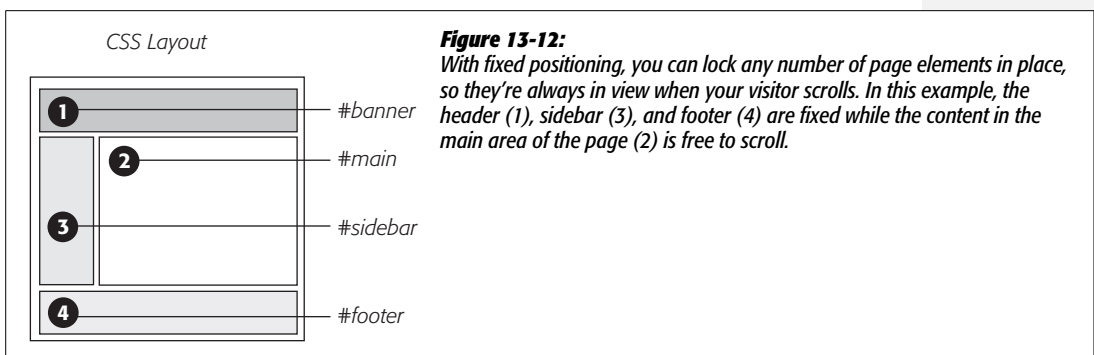 CSS Layout
1
#banner
2
#main
3
#sidebar
4
#footer
Figure 13-12:
With fixed positioning, you can lock any number of page elements in place,
so they're always in view when your visitor scrolls. In this example, the
header (1), sidebar (3), and footer (4) are fixed while the content in the
main area of the page (2) is free to scroll.